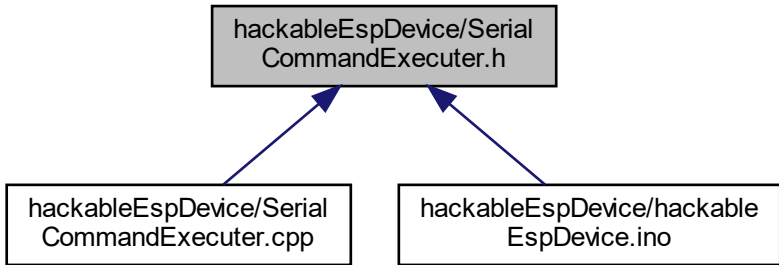 hackableEspDevice/Serial
CommandExecuter.h
hackableEspDevice/Serial
CommandExecuter.cpp
hackableEspDevice/hackable
EspDevice.ino